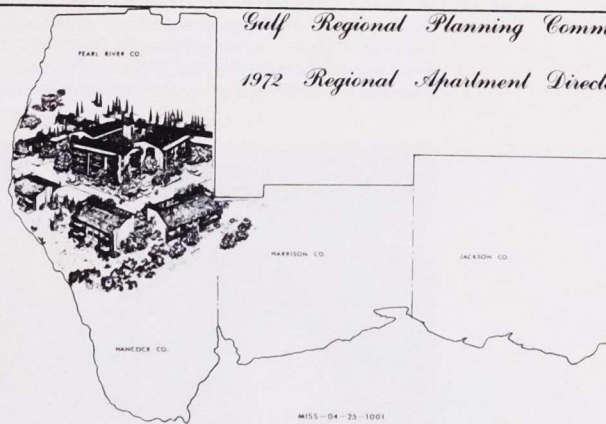 Gulf Regional Planning Comm
1972 Regional Apartment Direct
PEARL RIVER CO.
HARRISON CO.
JACKSON CO.
HANCOCK CO.
MISS-04-25-1001